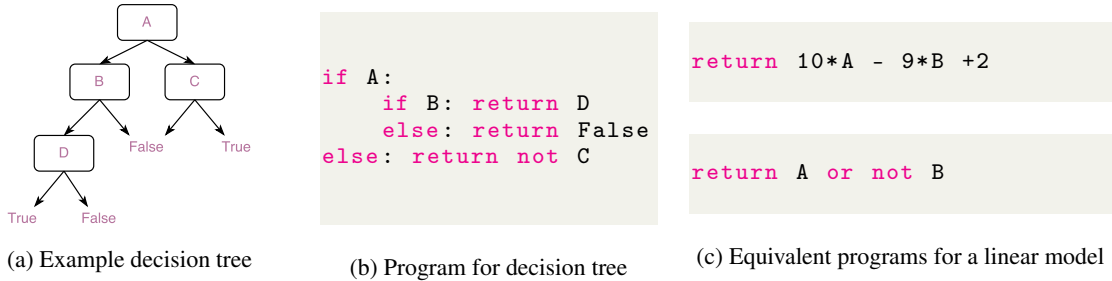 A
B C
D False True
True False
(a) Example decision tree
if A:
    if B: return D
    else: return False
else: return not C
(b) Program for decision tree
return 10*A - 9*B +2
return A or not B
(c) Equivalent programs for a linear model